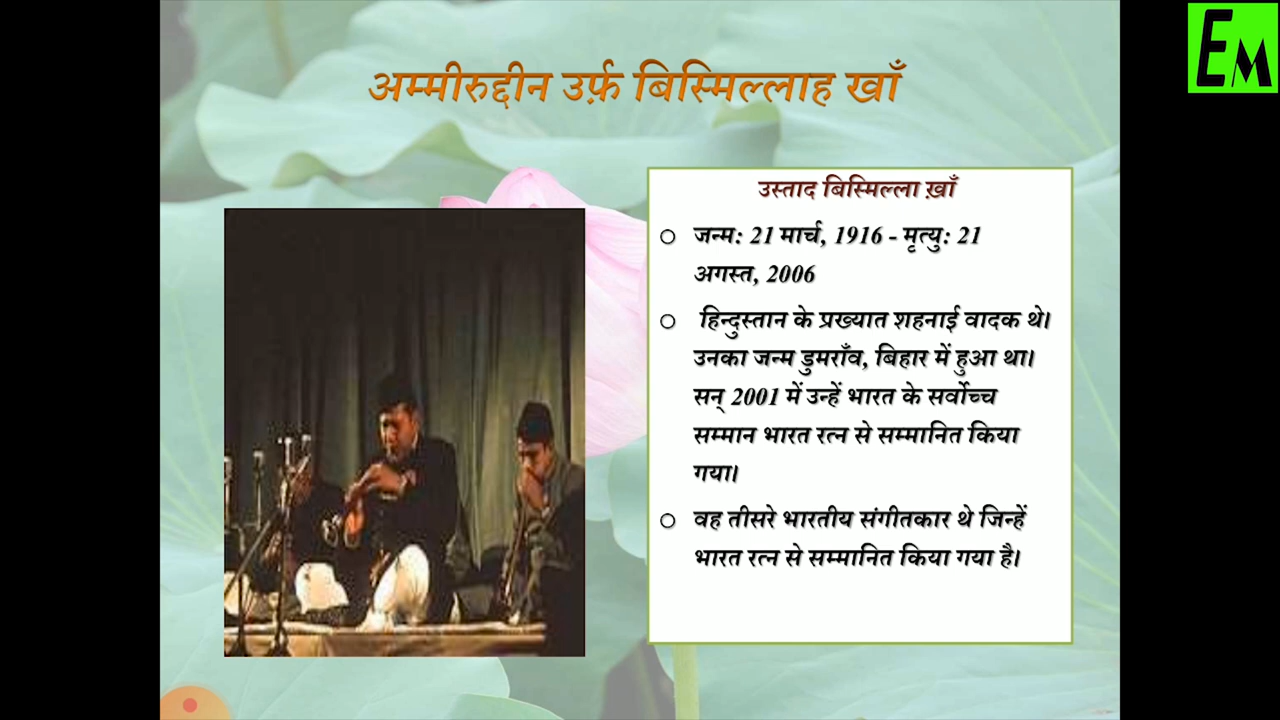 EM
अम्मीरुद्दीन उर्फ़ बिस्मिल्लाह खाँ
उस्ताद बिस्मिल्ला ख़ाँ
जन्म: 21 मार्च, 1916 - मृत्यु: 21
अगस्त, 2006
हिन्दुस्तान के प्रख्यात शहनाई वादक थे।
उनका जन्म डुमराँव, बिहार में हुआ था।
सन् 2001 में उन्हें भारत के सर्वोच्च
सम्मान भारत रत्न से सम्मानित किया
गया।
वह तीसरे भारतीय संगीतकार थे जिन्हें
भारत रत्न से सम्मानित किया गया है।